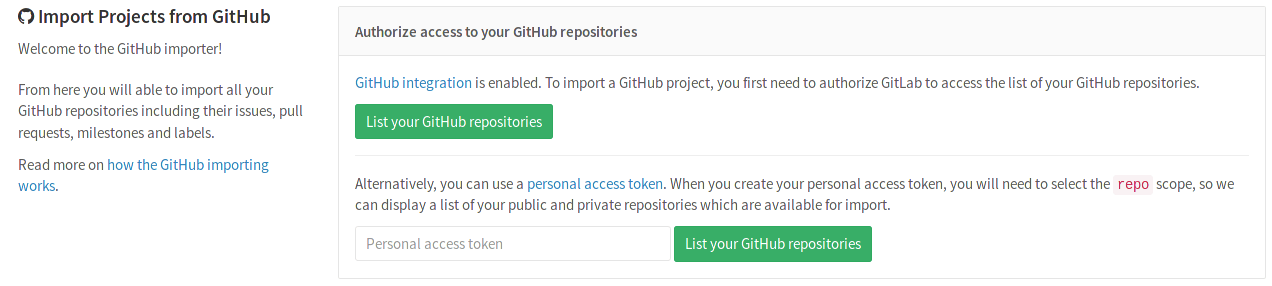 Import Projects from GitHub
Welcome to the GitHub importer!
From here you will able to import all your
GitHub repositories including their issues, pull
requests, milestones and labels.
Read more on how the GitHub importing
works.
Authorize access to your GitHub repositories
GitHub integration is enabled. To import a GitHub project, you first need to authorize GitLab to access the list of your GitHub repositories.
List your GitHub repositories
Alternatively, you can use a personal access token. When you create your personal access token, you will need to select the repo scope, so we
can display a list of your public and private repositories which are available for import.
Personal access token
List your GitHub repositories